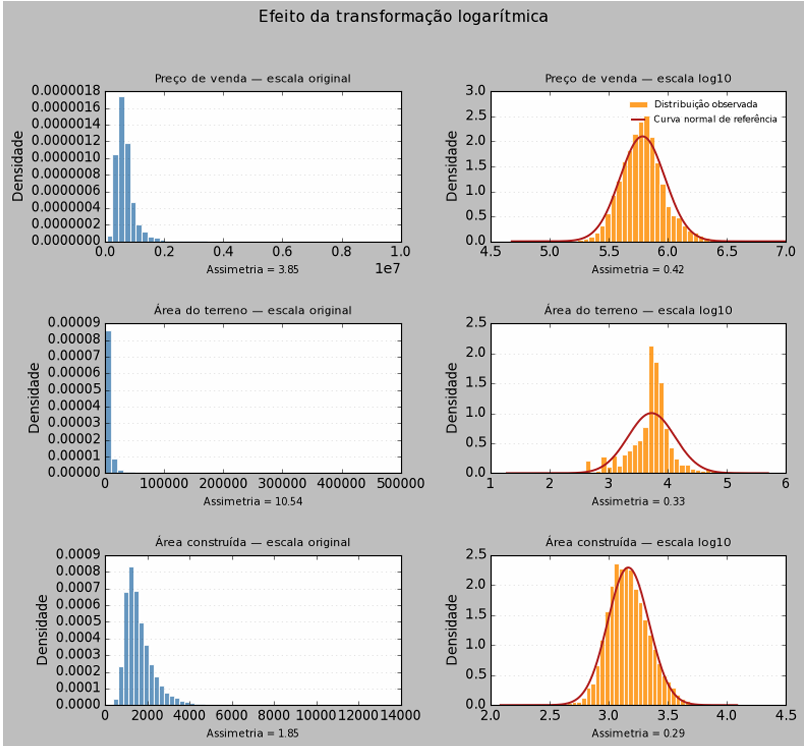 Efeito da transformação logarítmica
Preço de venda — escala original
Densidade
0.0000018
0.0000016
0.0000014
0.0000012
0.0000010
0.0000008
0.0000006
0.0000004
0.0000002
0.0000000
0.0 0.2 0.4 0.6 0.8 1.0
1e7
Assimetria = 3.85
Preço de venda — escala log10
Distribuição observada
Curva normal de referência
Densidade
3.0
2.5
2.0
1.5
1.0
0.5
0.0
4.5 5.0 5.5 6.0 6.5 7.0
Assimetria = 0.42
Área do terreno — escala original
Densidade
0.00009
0.00008
0.00007
0.00006
0.00005
0.00004
0.00003
0.00002
0.00001
0.00000
0 100000 200000 300000 400000 500000
Assimetria = 10.54
Área do terreno — escala log10
Densidade
2.5
2.0
1.5
1.0
0.5
0.0
1 2 3 4 5 6
Assimetria = 0.33
Área construída — escala original
Densidade
0.0009
0.0008
0.0007
0.0006
0.0005
0.0004
0.0003
0.0002
0.0001
0.0000
0 2000 4000 6000 8000 10000 12000 14000
Assimetria = 1.85
Área construída — escala log10
Densidade
2.5
2.0
1.5
1.0
0.5
0.0
2.0 2.5 3.0 3.5 4.0 4.5
Assimetria = 0.29